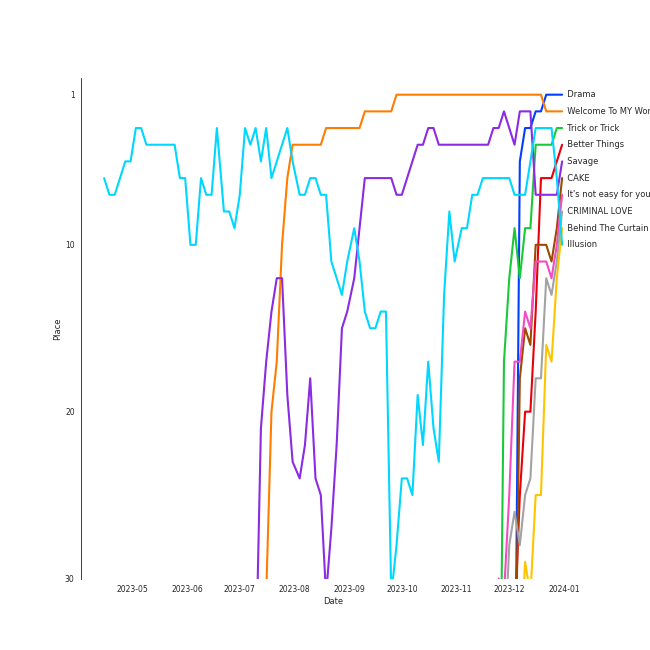 1
10
20
30
Place
2023-05
2023-06
2023-07
2023-08
2023-09
2023-10
2023-11
2023-12
2024-01
Date
Drama
Welcome To MY Wor
Trick or Trick
Better Things
Savage
CAKE
It's not easy for you
CRIMINAL LOVE
Behind The Curtain
Illusion